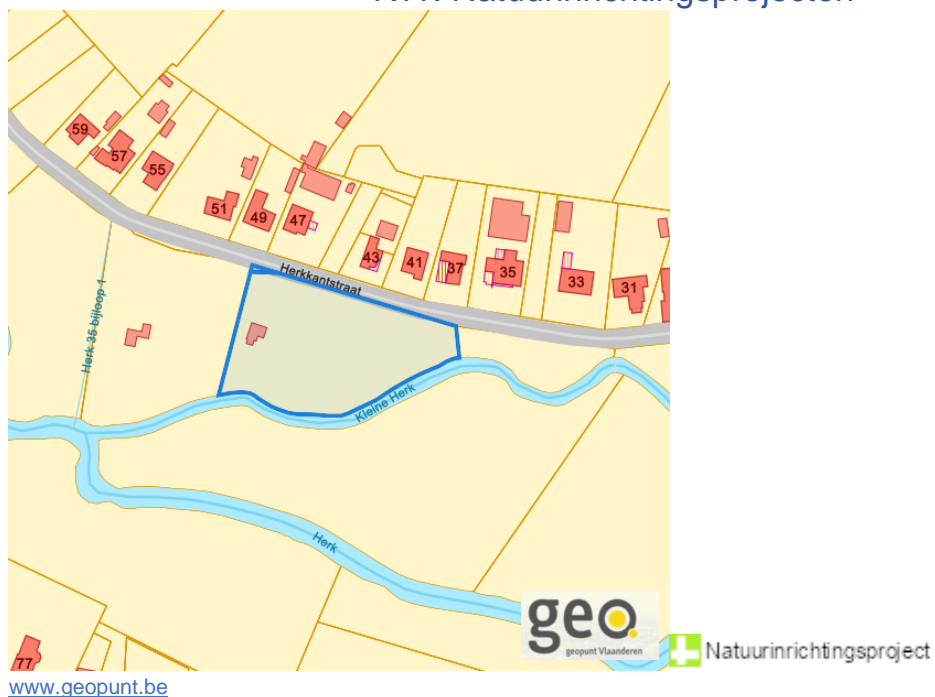 59
57
55
51
49
47
43
41
37
35
33
31
Herkkantstraat
Herk 35 bijloop 1
Kleine Herk
Herk
77
geo.
geopunt Vlaanderen
Natuurinrichtingsproject
www.geopunt.be